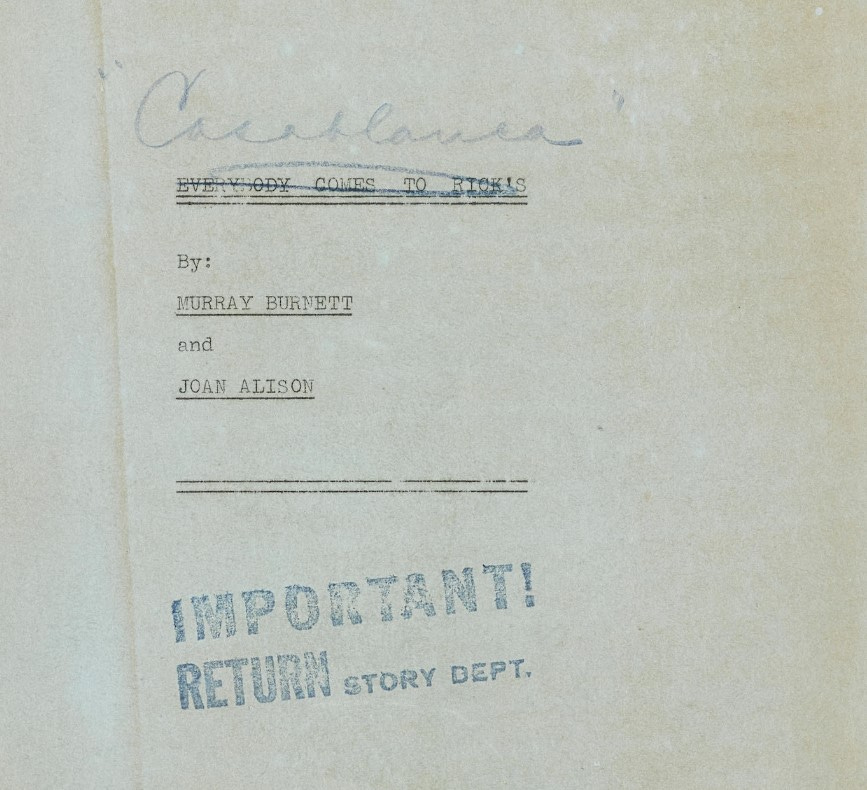 "Casablanca"
EVERYBODY COMES TO RICK'S
By:
MURRAY BURNETT
and
JOAN ALISON
IMPORTANT!
RETURN STORY DEPT.